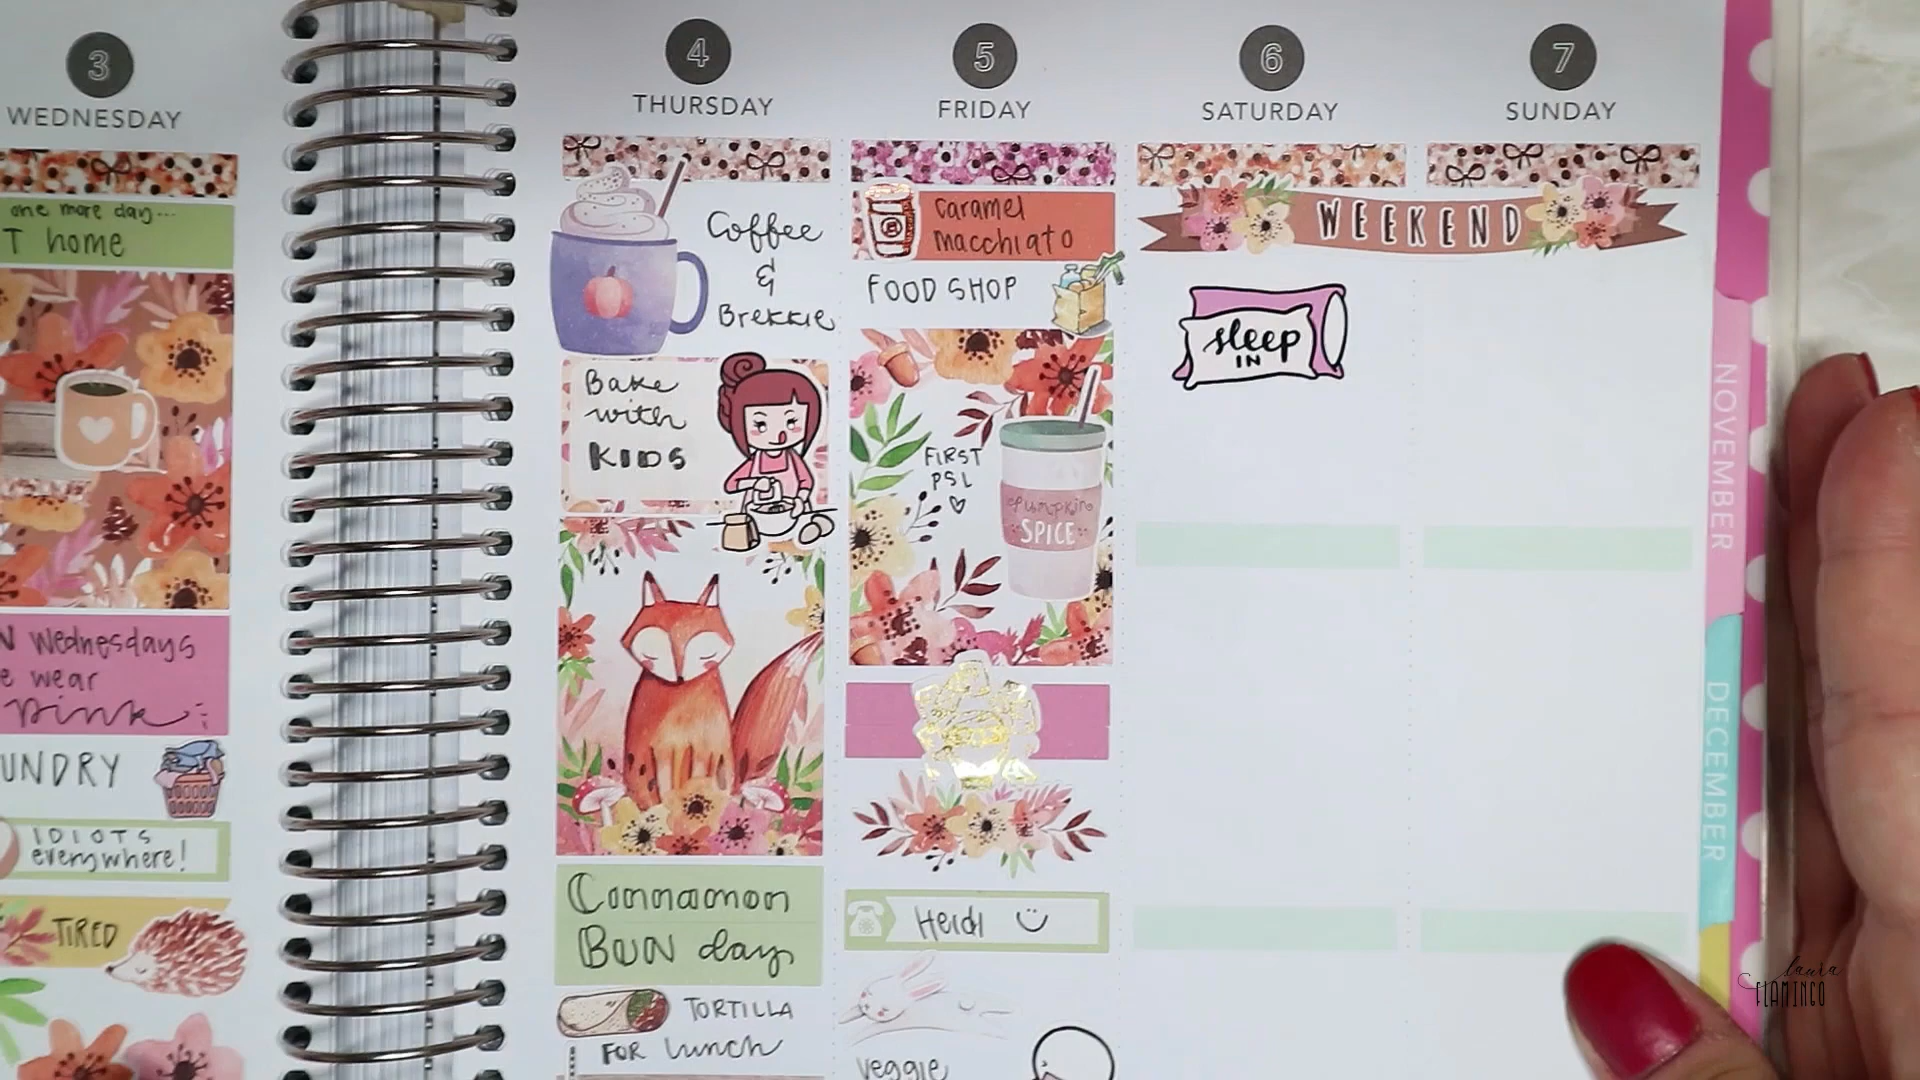 3
WEDNESDAY
one more day...
T home
Wednesdays
wear
pink
UNDRY
IDIOTS
everywhere!
TIRED
4
THURSDAY
Coffee
&
Brekkie
Bake
with
KIDS
Cinnamon
BUN day
TORTILLA
FOR lunch
5
FRIDAY
caramel
macchiato
FOOD SHOP
FIRST
PSL
Pumpkin
SPICE
Heidi
veggie
6
SATURDAY
7
SUNDAY
WEEKEND
sleep
IN
NOVEMBER
DECEMBER
laura
FLAMINGO